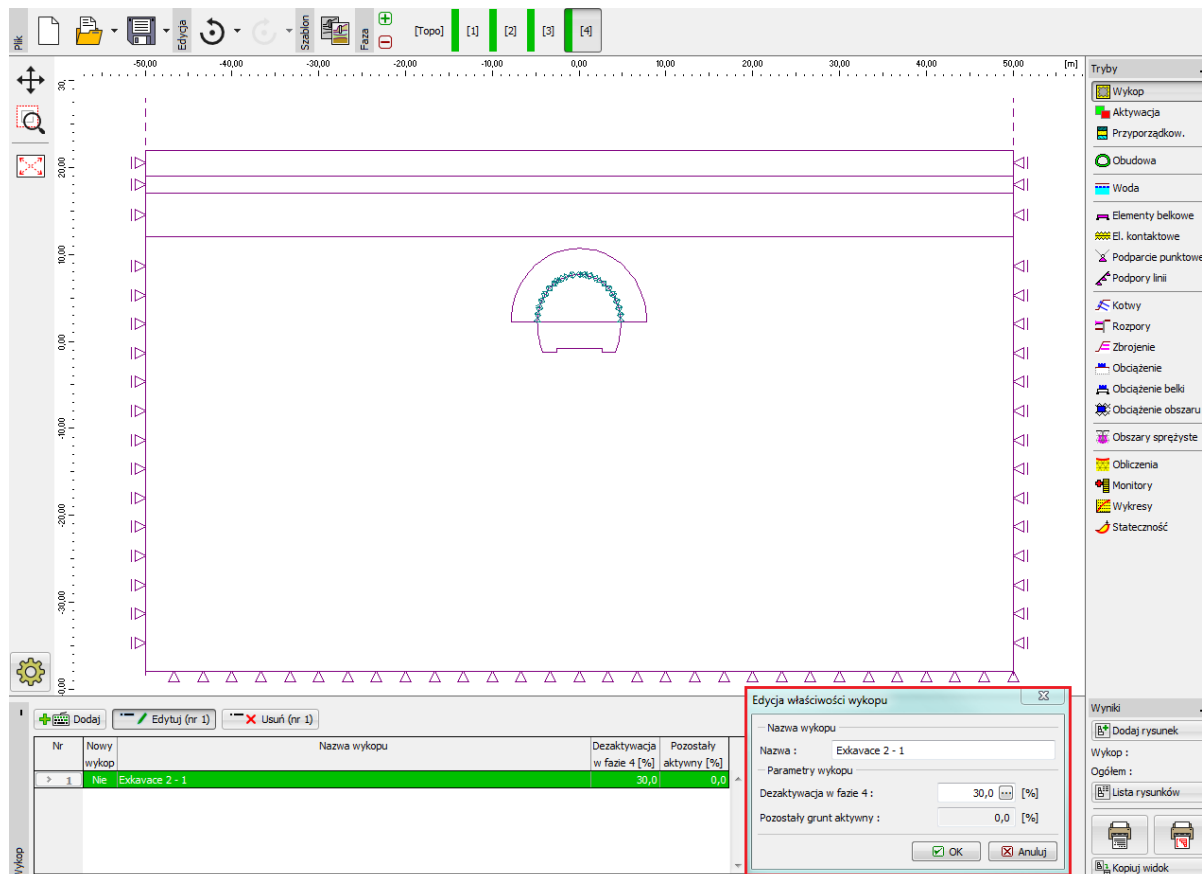 Plik
Edycja
Szablon
Faza
[Topo] [1] [2] [3] [4]
-50,00 -40,00 -30,00 -20,00 -10,00 0,00 10,00 20,00 30,00 40,00 50,00 [m]
20,00
10,00
0,00
-10,00
-20,00
-30,00
Tryby
Wykop
Aktywacja
Przyporządkow.
Obudowa
Woda
Elementy belkowe
El. kontaktowe
Podparcie punktowe
Podpory linii
Kotwy
Rozpory
Zbrojenie
Obciążenie
Obciążenie belki
Obciążenie obszaru
Obszary sprężyste
Obliczenia
Monitory
Wykresy
Stateczność
Dodaj Edytuj (nr 1) Usuń (nr 1)
Nr Nowy wykop Nazwa wykopu Dezaktywacja w fazie 4 [%] Pozostały aktywny [%]
1 Nie Exkavace 2 - 1 30,0 0,0
Wykop
Edycja właściwości wykopu
Nazwa wykopu
Nazwa : Exkavace 2 - 1
Parametry wykopu
Dezaktywacja w fazie 4 : 30,0 [%]
Pozostały grunt aktywny : 0,0 [%]
OK Anuluj
Wyniki
Dodaj rysunek
Wykop :
Ogółem :
Lista rysunków
Kopiuj widok